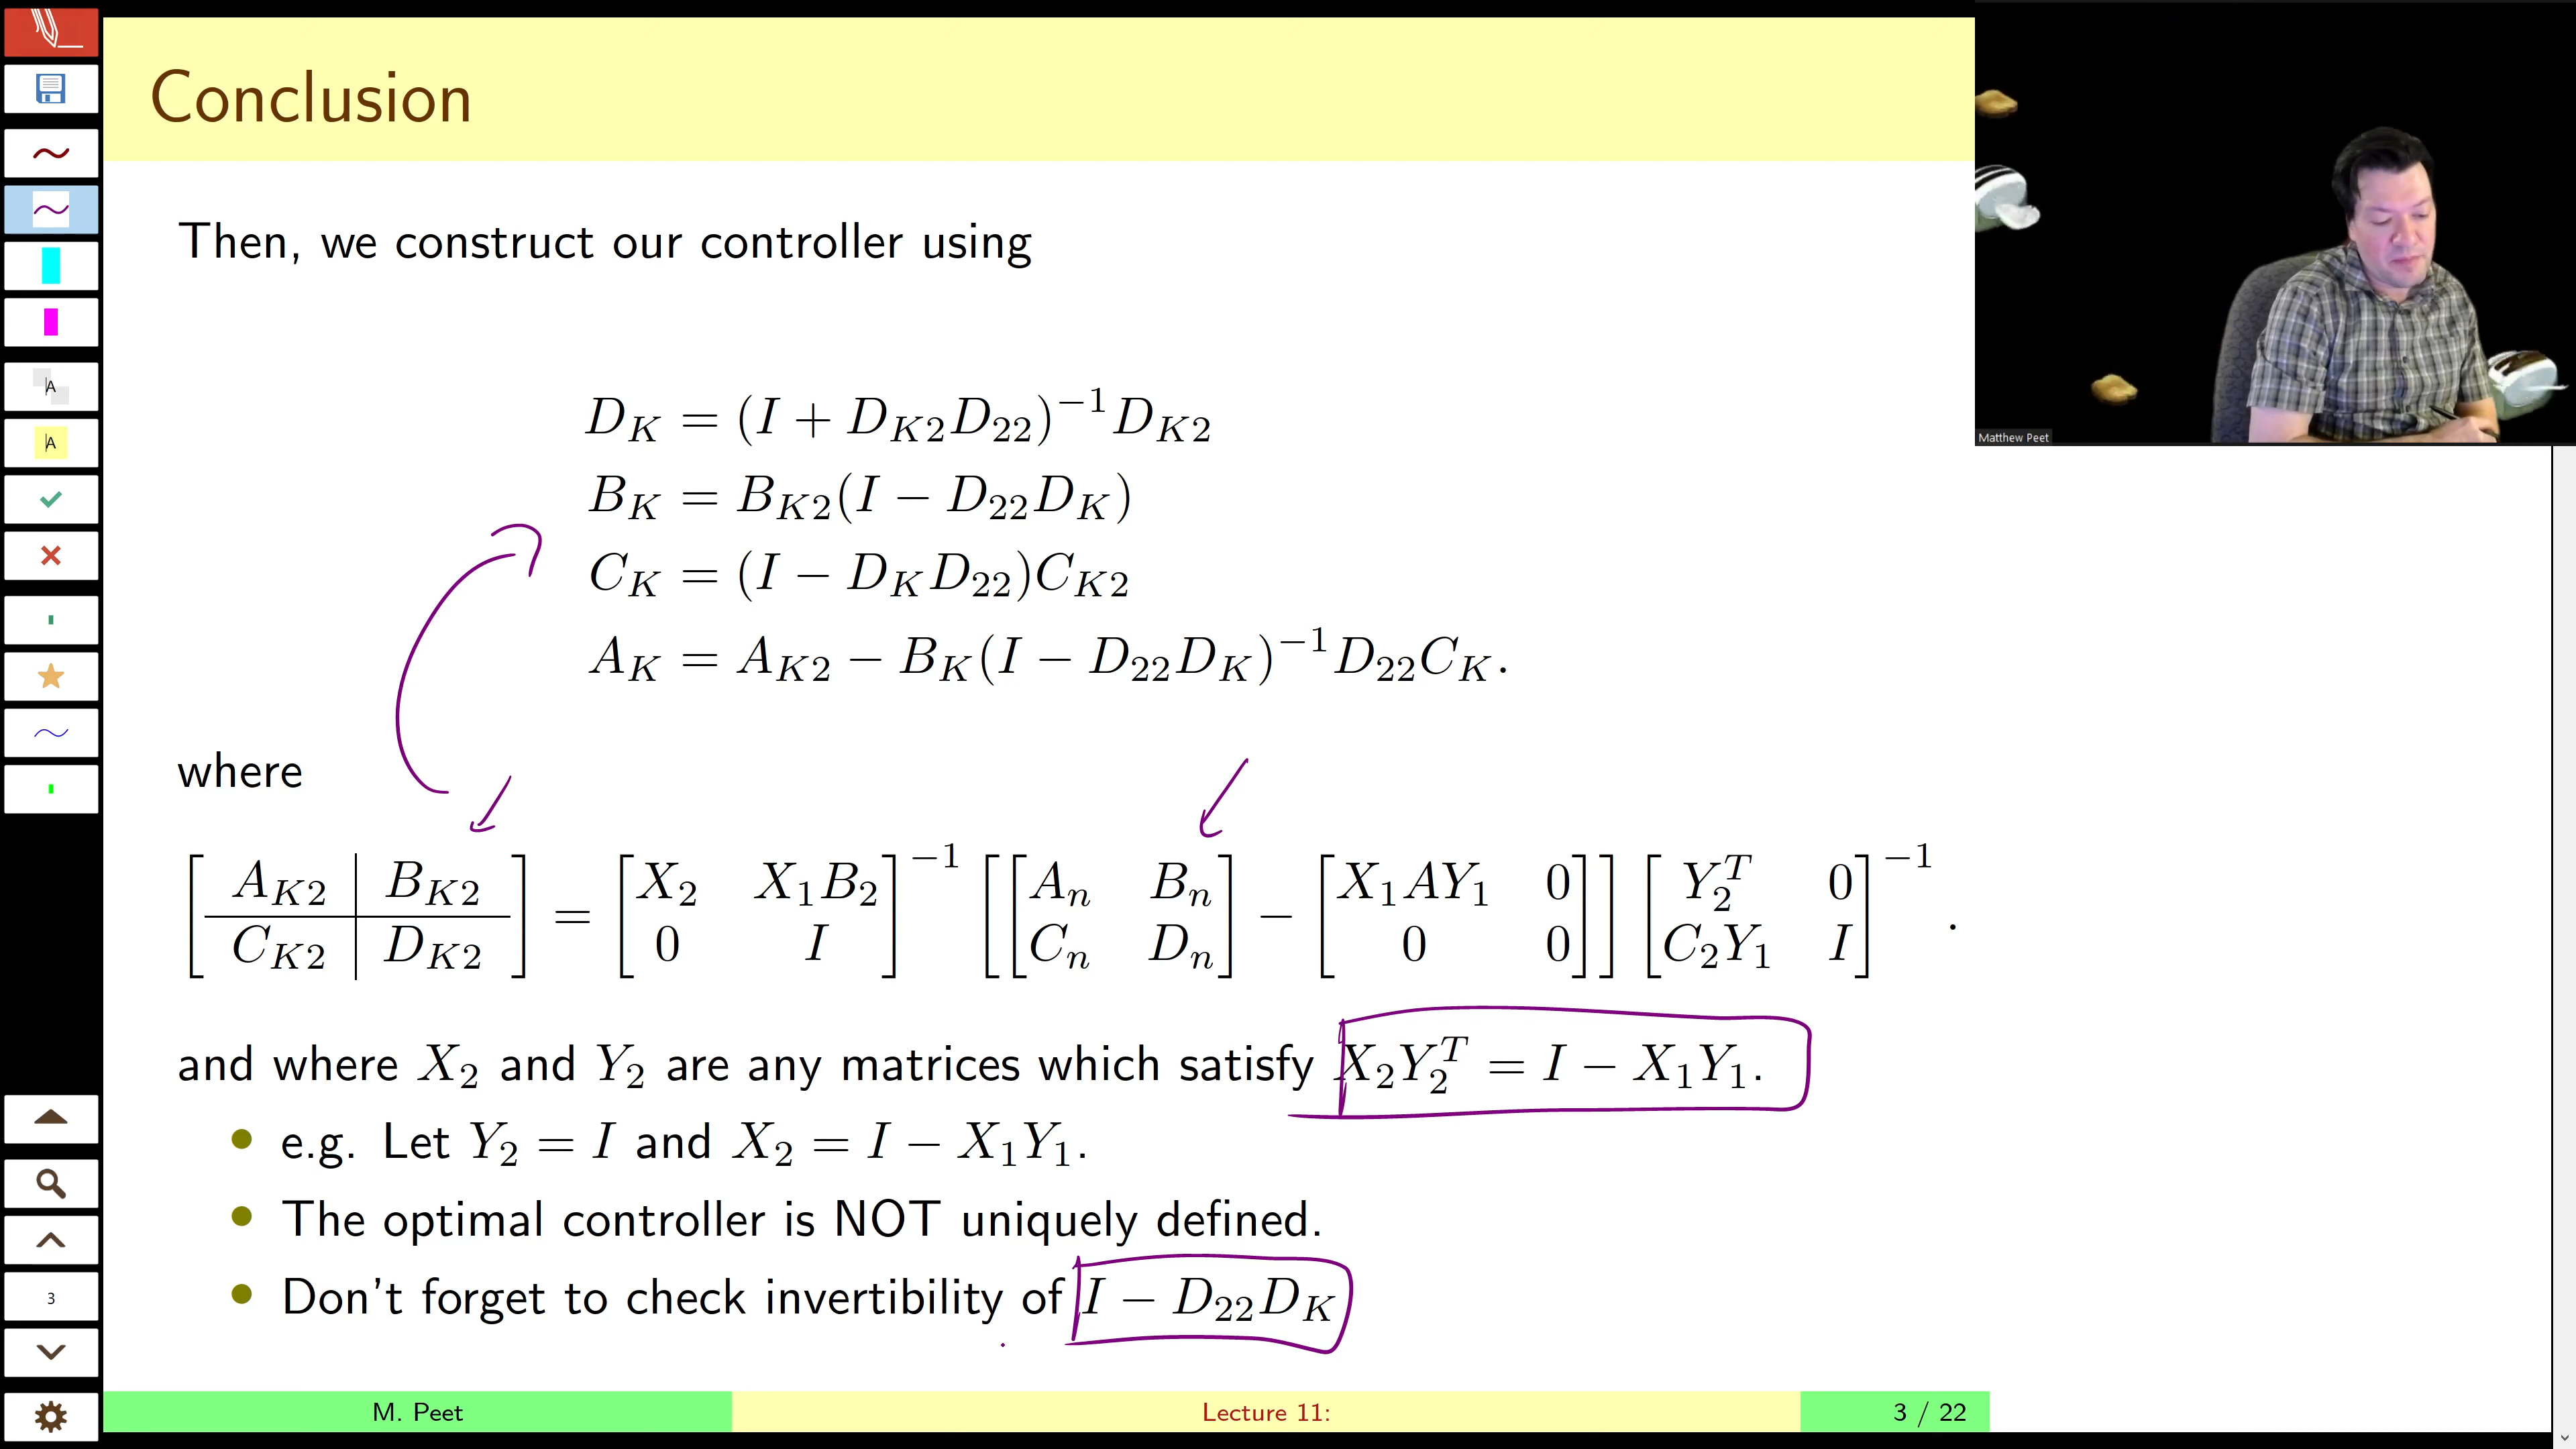 Conclusion
Matthew Peet
Then, we construct our controller using
D_K = (I + D_{K2}D_{22})^{-1}D_{K2}
B_K = B_{K2}(I − D_{22}D_K)
C_K = (I − D_K D_{22})C_{K2}
A_K = A_{K2} − B_K(I − D_{22}D_K)^{-1}D_{22}C_K.
where
[ A_{K2} | B_{K2} ; C_{K2} | D_{K2} ] = [ X_2 X_1B_2 ; 0 I ]^{-1} [ [ A_n B_n ; C_n D_n ] − [ X_1AY_1 0 ; 0 0 ] ] [ Y_2^T 0 ; C_2Y_1 I ]^{-1} .
and where X_2 and Y_2 are any matrices which satisfy X_2Y_2^T = I − X_1Y_1.
• e.g. Let Y_2 = I and X_2 = I − X_1Y_1.
• The optimal controller is NOT uniquely defined.
• Don't forget to check invertibility of I − D_{22}D_K
M. Peet Lecture 11: 3 / 22
A
A
3